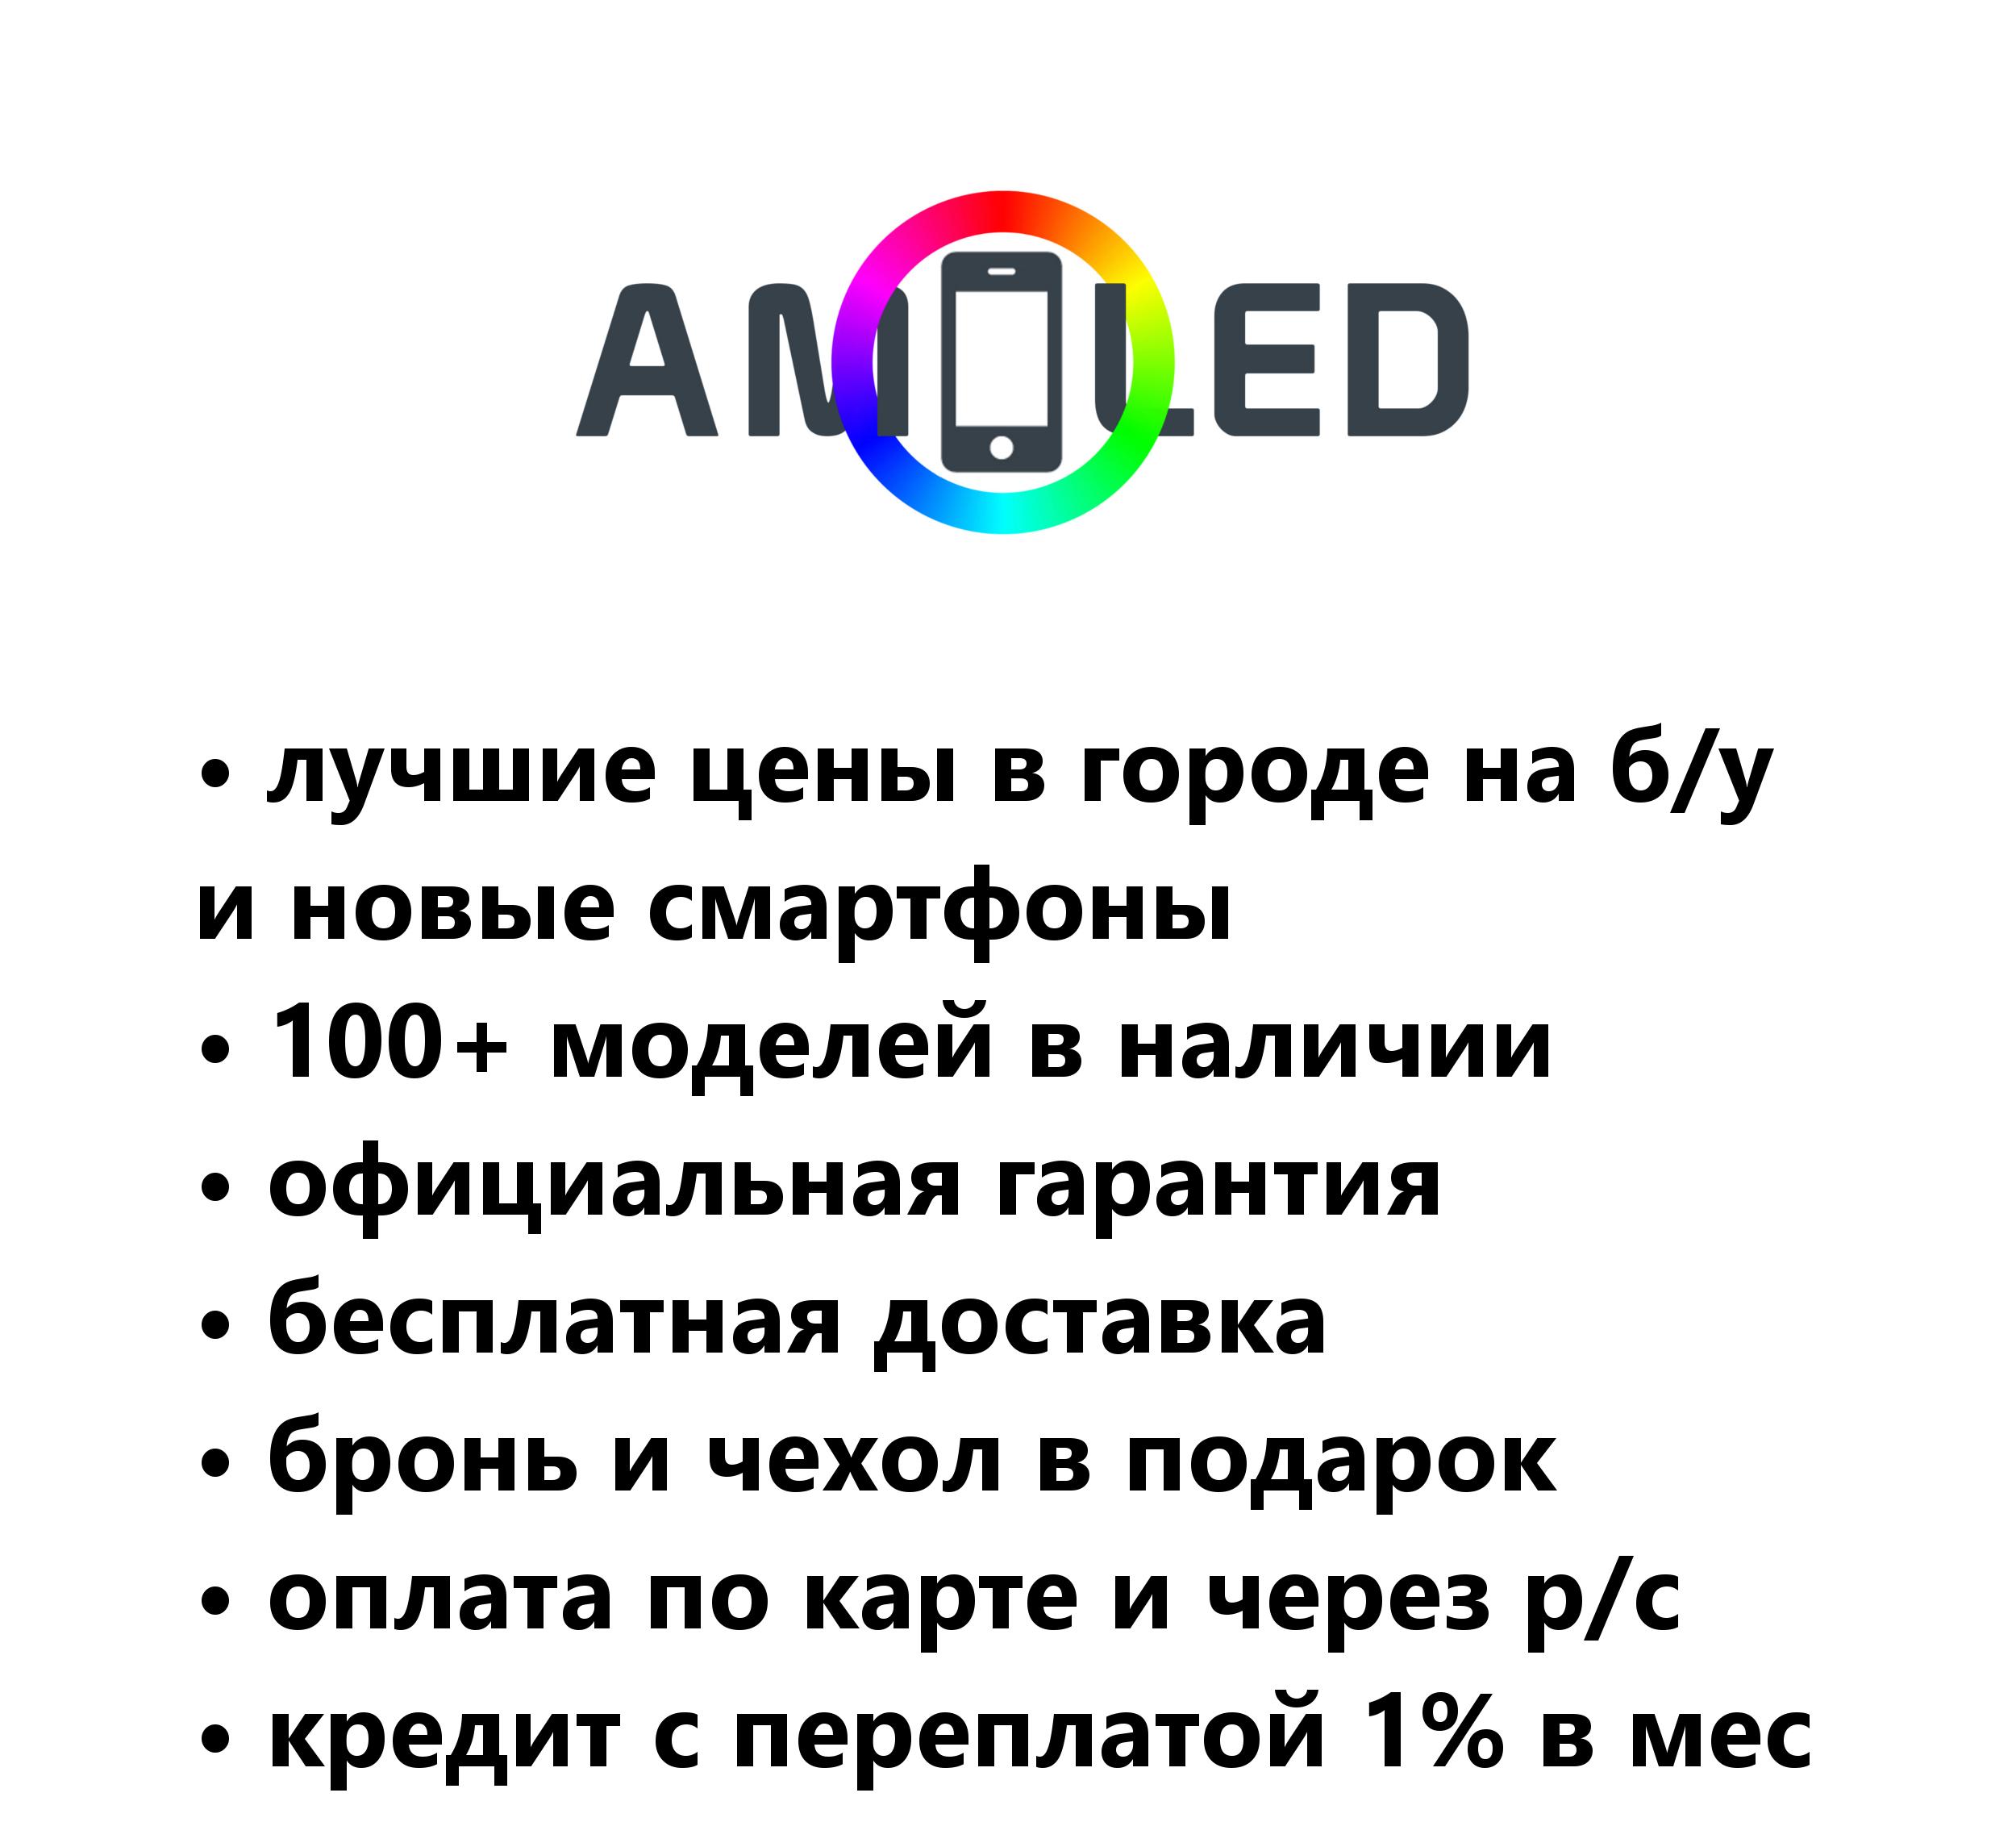 AMOLED
• лучшие цены в городе на б/у
и новые смартфоны
• 100+ моделей в наличии
• официальная гарантия
• бесплатная доставка
• бронь и чехол в подарок
• оплата по карте и через р/с
• кредит с переплатой 1% в мес